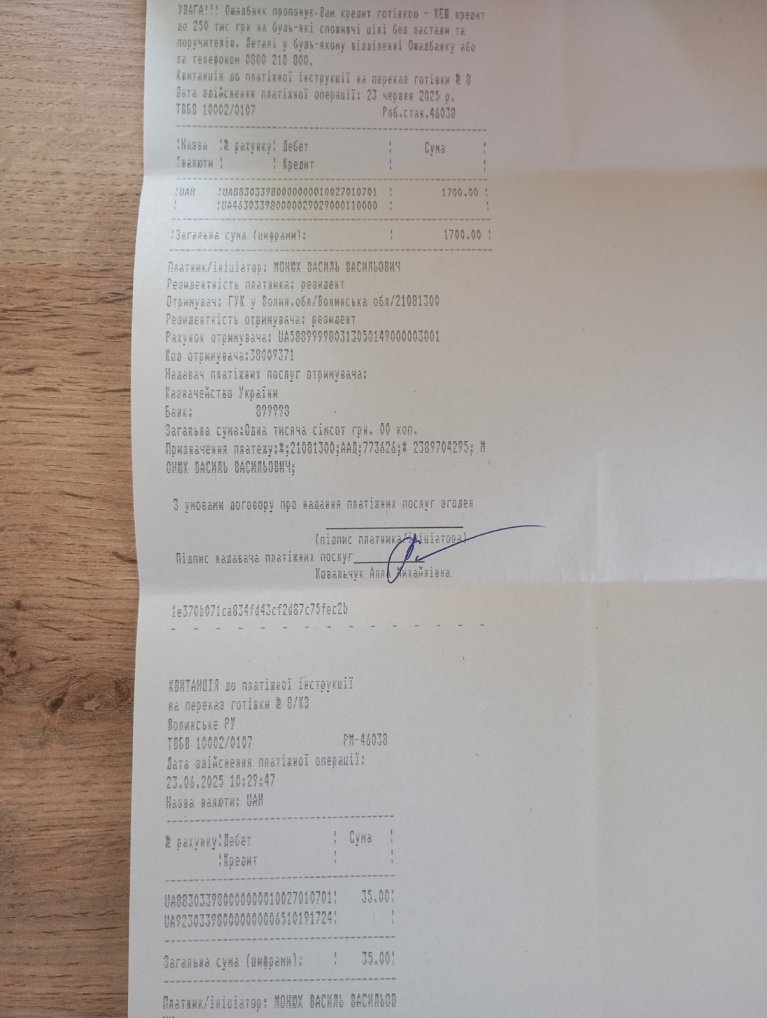 УВАГА!!! Ощадбанк пропонує Вам кредит готівкою - КЕШ кредит
до 250 тис грн на будь-які споживчі цілі без застави та
поручителів. Деталі у будь-якому відділенні Ощадбанку або
за телефоном 0800 210 800.
Квитанція до платіжної інструкції на переказ готівки № 8
Дата здійснення платіжної операції: 23 червня 2025 р.
ТВБВ 10002/0107 Роб.стан.46038
!Назва !№ рахунку! Дебет ! Сума !
!валюти ! ! Кредит ! !
!UAH !UA883033980000000010027010701 ! 1700.00 !
! !UA463033980000029029000110000 ! !
!Загальна сума (цифрами): ! 1700.00 !
Платник/ініціатор: МОНЮХ ВАСИЛЬ ВАСИЛЬОВИЧ
Резидентність платника: резидент
Отримувач: ГУК у Волин.обл/Волинська обл/21081300
Резидентність отримувача: резидент
Рахунок отримувача: UA588999980313050149000003001
Код отримувача:38009371
Надавач платіжних послуг отримувача:
Казначейство України
Банк: 899998
Загальна сума:Одна тисяча сімсот грн. 00 коп.
Призначення платежу:*;21081300;ААД;773626;* 2389704295; М
ОНЮХ ВАСИЛЬ ВАСИЛЬОВИЧ;
З умовами договору про надання платіжних послуг згоден
(підпис платника/ініціатора)
Підпис надавача платіжних послуг
Ковальчук Алла Михайлівна
1e370b071ca834fd43cf2d87c75fec2b
КВИТАНЦІЯ до платіжної інструкції
на переказ готівки № 8/К3
Волинське РУ
ТВБВ 10002/0107 РМ-46038
Дата здійснення платіжної операції:
23.06.2025 10:29:47
Назва валюти: UAH
№ рахунку!Дебет ! Сума !
!Кредит ! !
UA883033980000000010027010701! 35.00!
UA923033980000000006510191724! !
Загальна сума (цифрами): ! 35.00!
Платник/ініціатор: МОНЮХ ВАСИЛЬ ВАСИЛЬОВ